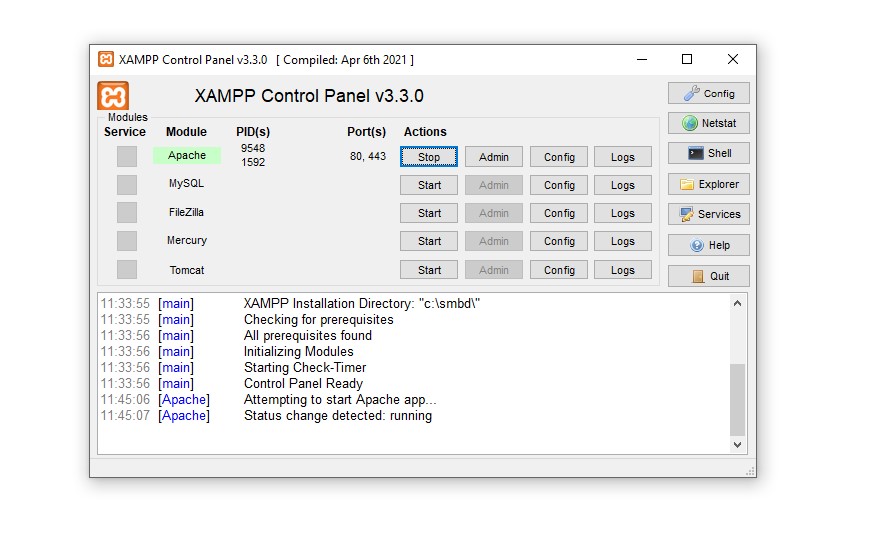 XAMPP Control Panel v3.3.0 [ Compiled: Apr 6th 2021 ]
XAMPP Control Panel v3.3.0
Config
Modules
Service Module PID(s) Port(s) Actions
Netstat
Apache 9548 1592 80, 443 Stop Admin Config Logs
Shell
MySQL Start Admin Config Logs
Explorer
FileZilla Start Admin Config Logs
Services
Mercury Start Admin Config Logs
Help
Tomcat Start Admin Config Logs
Quit
11:33:55 [main] XAMPP Installation Directory: "c:\smbd\"
11:33:55 [main] Checking for prerequisites
11:33:56 [main] All prerequisites found
11:33:56 [main] Initializing Modules
11:33:56 [main] Starting Check-Timer
11:33:56 [main] Control Panel Ready
11:45:06 [Apache] Attempting to start Apache app...
11:45:07 [Apache] Status change detected: running